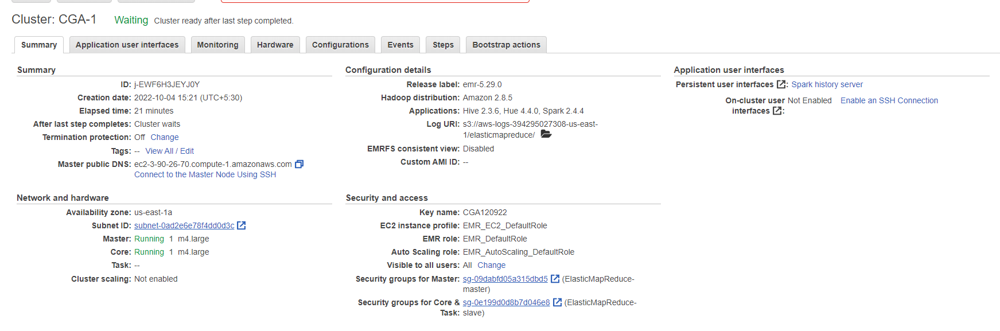 Cluster: CGA-1 Waiting Cluster ready after last step completed.
Summary Application user interfaces Monitoring Hardware Configurations Events Steps Bootstrap actions
Summary
ID: j-EWF6H3JEYJ0Y
Creation date: 2022-10-04 15:21 (UTC+5:30)
Elapsed time: 21 minutes
After last step completes: Cluster waits
Termination protection: Off Change
Tags: -- View All / Edit
Master public DNS: ec2-3-90-26-70.compute-1.amazonaws.com
Connect to the Master Node Using SSH
Configuration details
Release label: emr-5.29.0
Hadoop distribution: Amazon 2.8.5
Applications: Hive 2.3.6, Hue 4.4.0, Spark 2.4.4
Log URI: s3://aws-logs-394295027308-us-east-
1/elasticmapreduce/
EMRFS consistent view: Disabled
Custom AMI ID: --
Application user interfaces
Persistent user interfaces : Spark history server
On-cluster user Not Enabled Enable an SSH Connection
interfaces :
Network and hardware
Availability zone: us-east-1a
Subnet ID: subnet-0ad2e6e78f4dd0d3c
Master: Running 1 m4.large
Core: Running 1 m4.large
Task: --
Cluster scaling: Not enabled
Security and access
Key name: CGA120922
EC2 instance profile: EMR_EC2_DefaultRole
EMR role: EMR_DefaultRole
Auto Scaling role: EMR_AutoScaling_DefaultRole
Visible to all users: All Change
Security groups for Master: sg-09dabfd05a315dbd5 (ElasticMapReduce-
master)
Security groups for Core & sg-0e199d0d8b7d046e8 (ElasticMapReduce-
Task: slave)